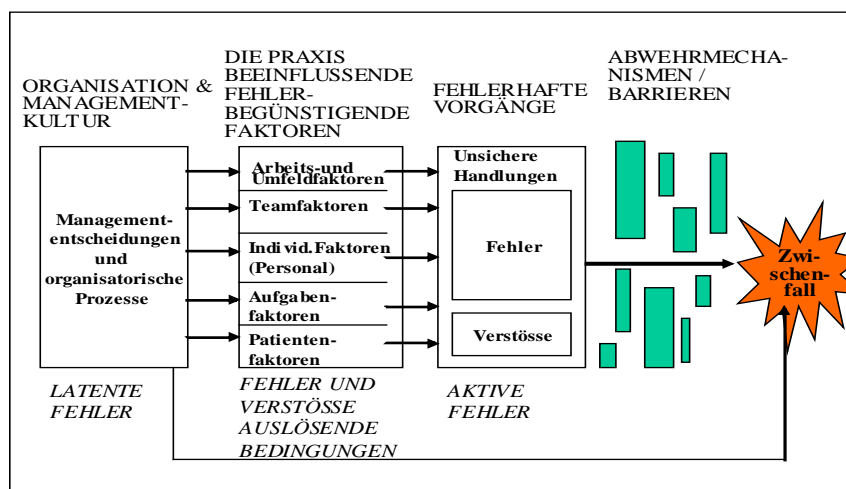 ORGANISATION &
MANAGEMENT-
KULTUR
DIE PRAXIS
BEEINFLUSSENDE
FEHLER-
BEGÜNSTIGENDE
FAKTOREN
FEHLERHAFTE
VORGÄNGE
ABWEHRMECHA-
NISMEN /
BARRIEREN
Management-
entscheidungen
und
organisatorische
Prozesse
Arbeits-und
Umfeldfaktoren
Teamfaktoren
Individ.Faktoren
(Personal)
Aufgaben-
faktoren
Patienten-
faktoren
Unsichere
Handlungen
Fehler
Verstösse
Zwi-
schen-
fall
LATENTE
FEHLER
FEHLER UND
VERSTÖSSE
AUSLÖSENDE
BEDINGUNGEN
AKTIVE
FEHLER